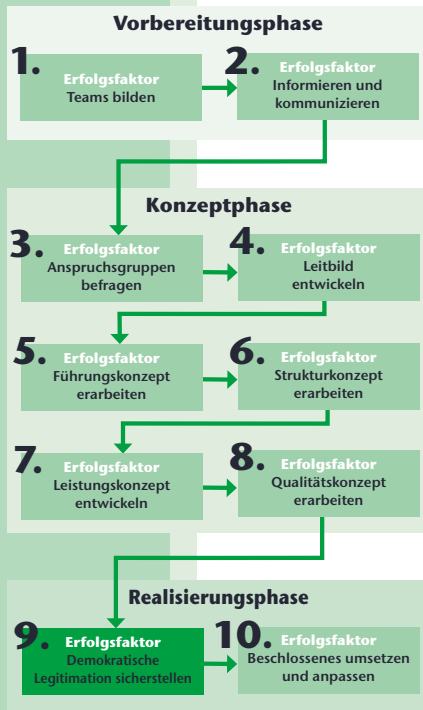 Vorbereitungsphase
1.
Erfolgsfaktor
Teams bilden
2.
Erfolgsfaktor
Informieren und
kommunizieren
Konzeptphase
3.
Erfolgsfaktor
Anspruchsgruppen
befragen
4.
Erfolgsfaktor
Leitbild
entwickeln
5.
Erfolgsfaktor
Führungskonzept
erarbeiten
6.
Erfolgsfaktor
Strukturkonzept
erarbeiten
7.
Erfolgsfaktor
Leistungskonzept
entwickeln
8.
Erfolgsfaktor
Qualitätskonzept
erarbeiten
Realisierungsphase
9.
Erfolgsfaktor
Demokratische
Legitimation sicherstellen
10.
Erfolgsfaktor
Beschlossenes umsetzen
und anpassen